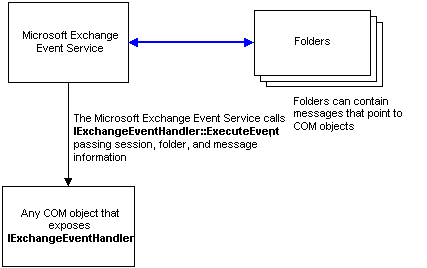 Microsoft Exchange
Event Service
Folders
Folders can contain
messages that point to
COM objects
The Microsoft Exchange Event Service calls
IExchangeEventHandler::ExecuteEvent
passing session, folder, and message
information
Any COM object that
exposes
IExchangeEventHandler